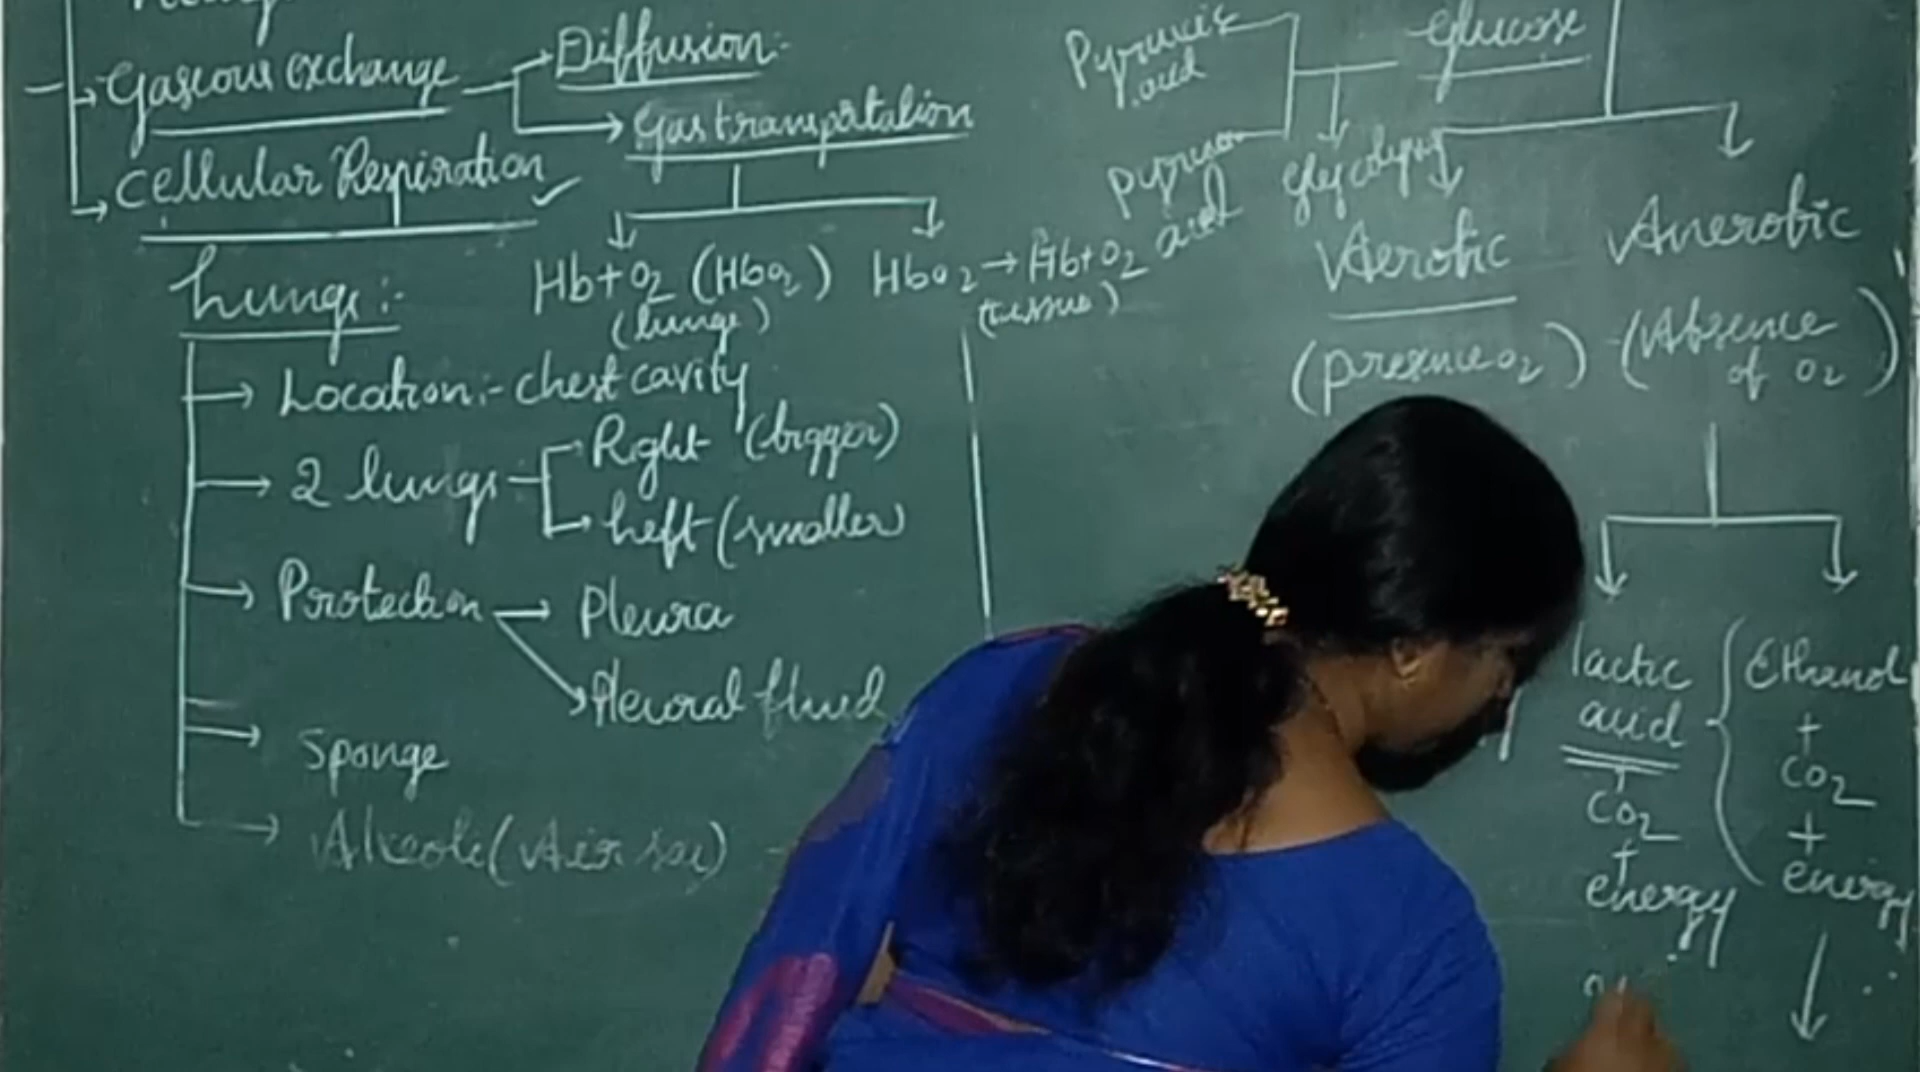 Gaseous exchange
Diffusion:-
Gas transpotation
Cellular Respiration
Hb+O2 (HbO2)
(lungs)
HbO2 → Hb+O2
(tissue)
Lungs:-
Location:- chest cavity
2 lungs
Right (bigger)
Left (smaller)
Protection
Pleura
Pleural fluid
Sponge
Alveoli (Air sac)
Glucose
Pyruvic
acid
acid
Aerobic
Anerobic
(presence O2)
(Absence
of O2)
lactic
acid
+
CO2
+
energy
Ethanol
+
CO2
+
energy